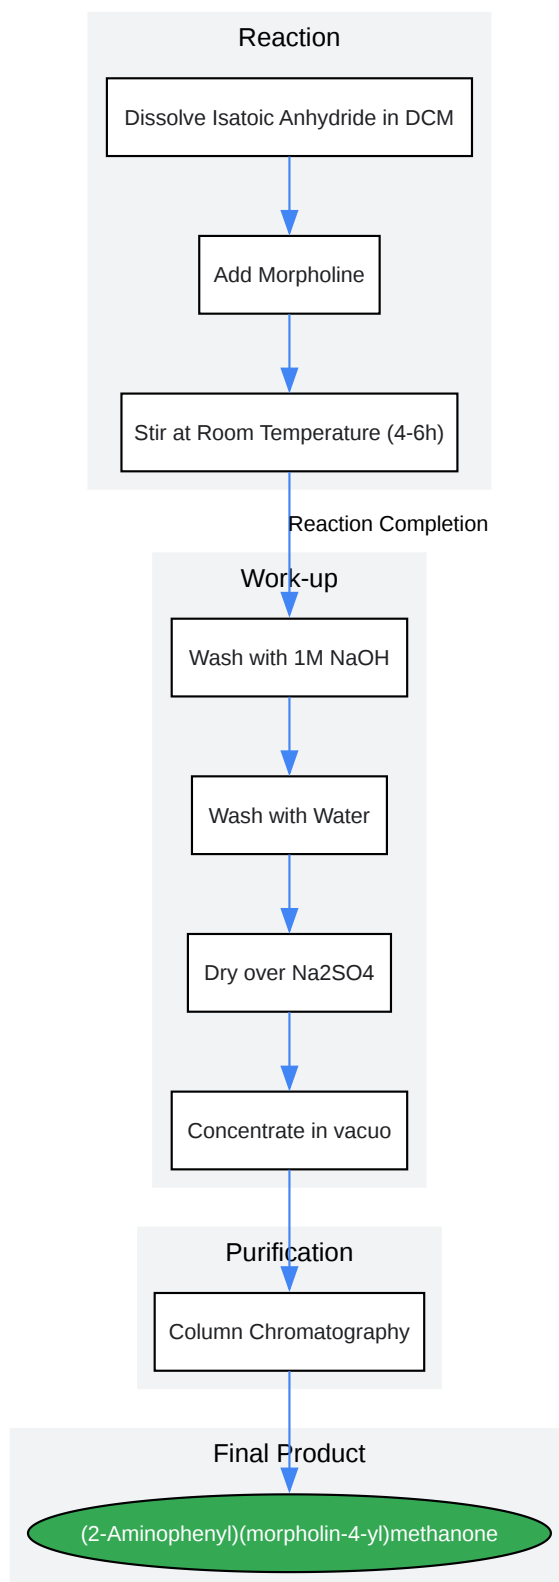 Reaction
Dissolve Isatoic Anhydride in DCM
Add Morpholine
Stir at Room Temperature (4-6h)
Reaction Completion
Work-up
Wash with 1M NaOH
Wash with Water
Dry over Na2SO4
Concentrate in vacuo
Purification
Column Chromatography
Final Product
(2-Aminophenyl)(morpholin-4-yl)methanone